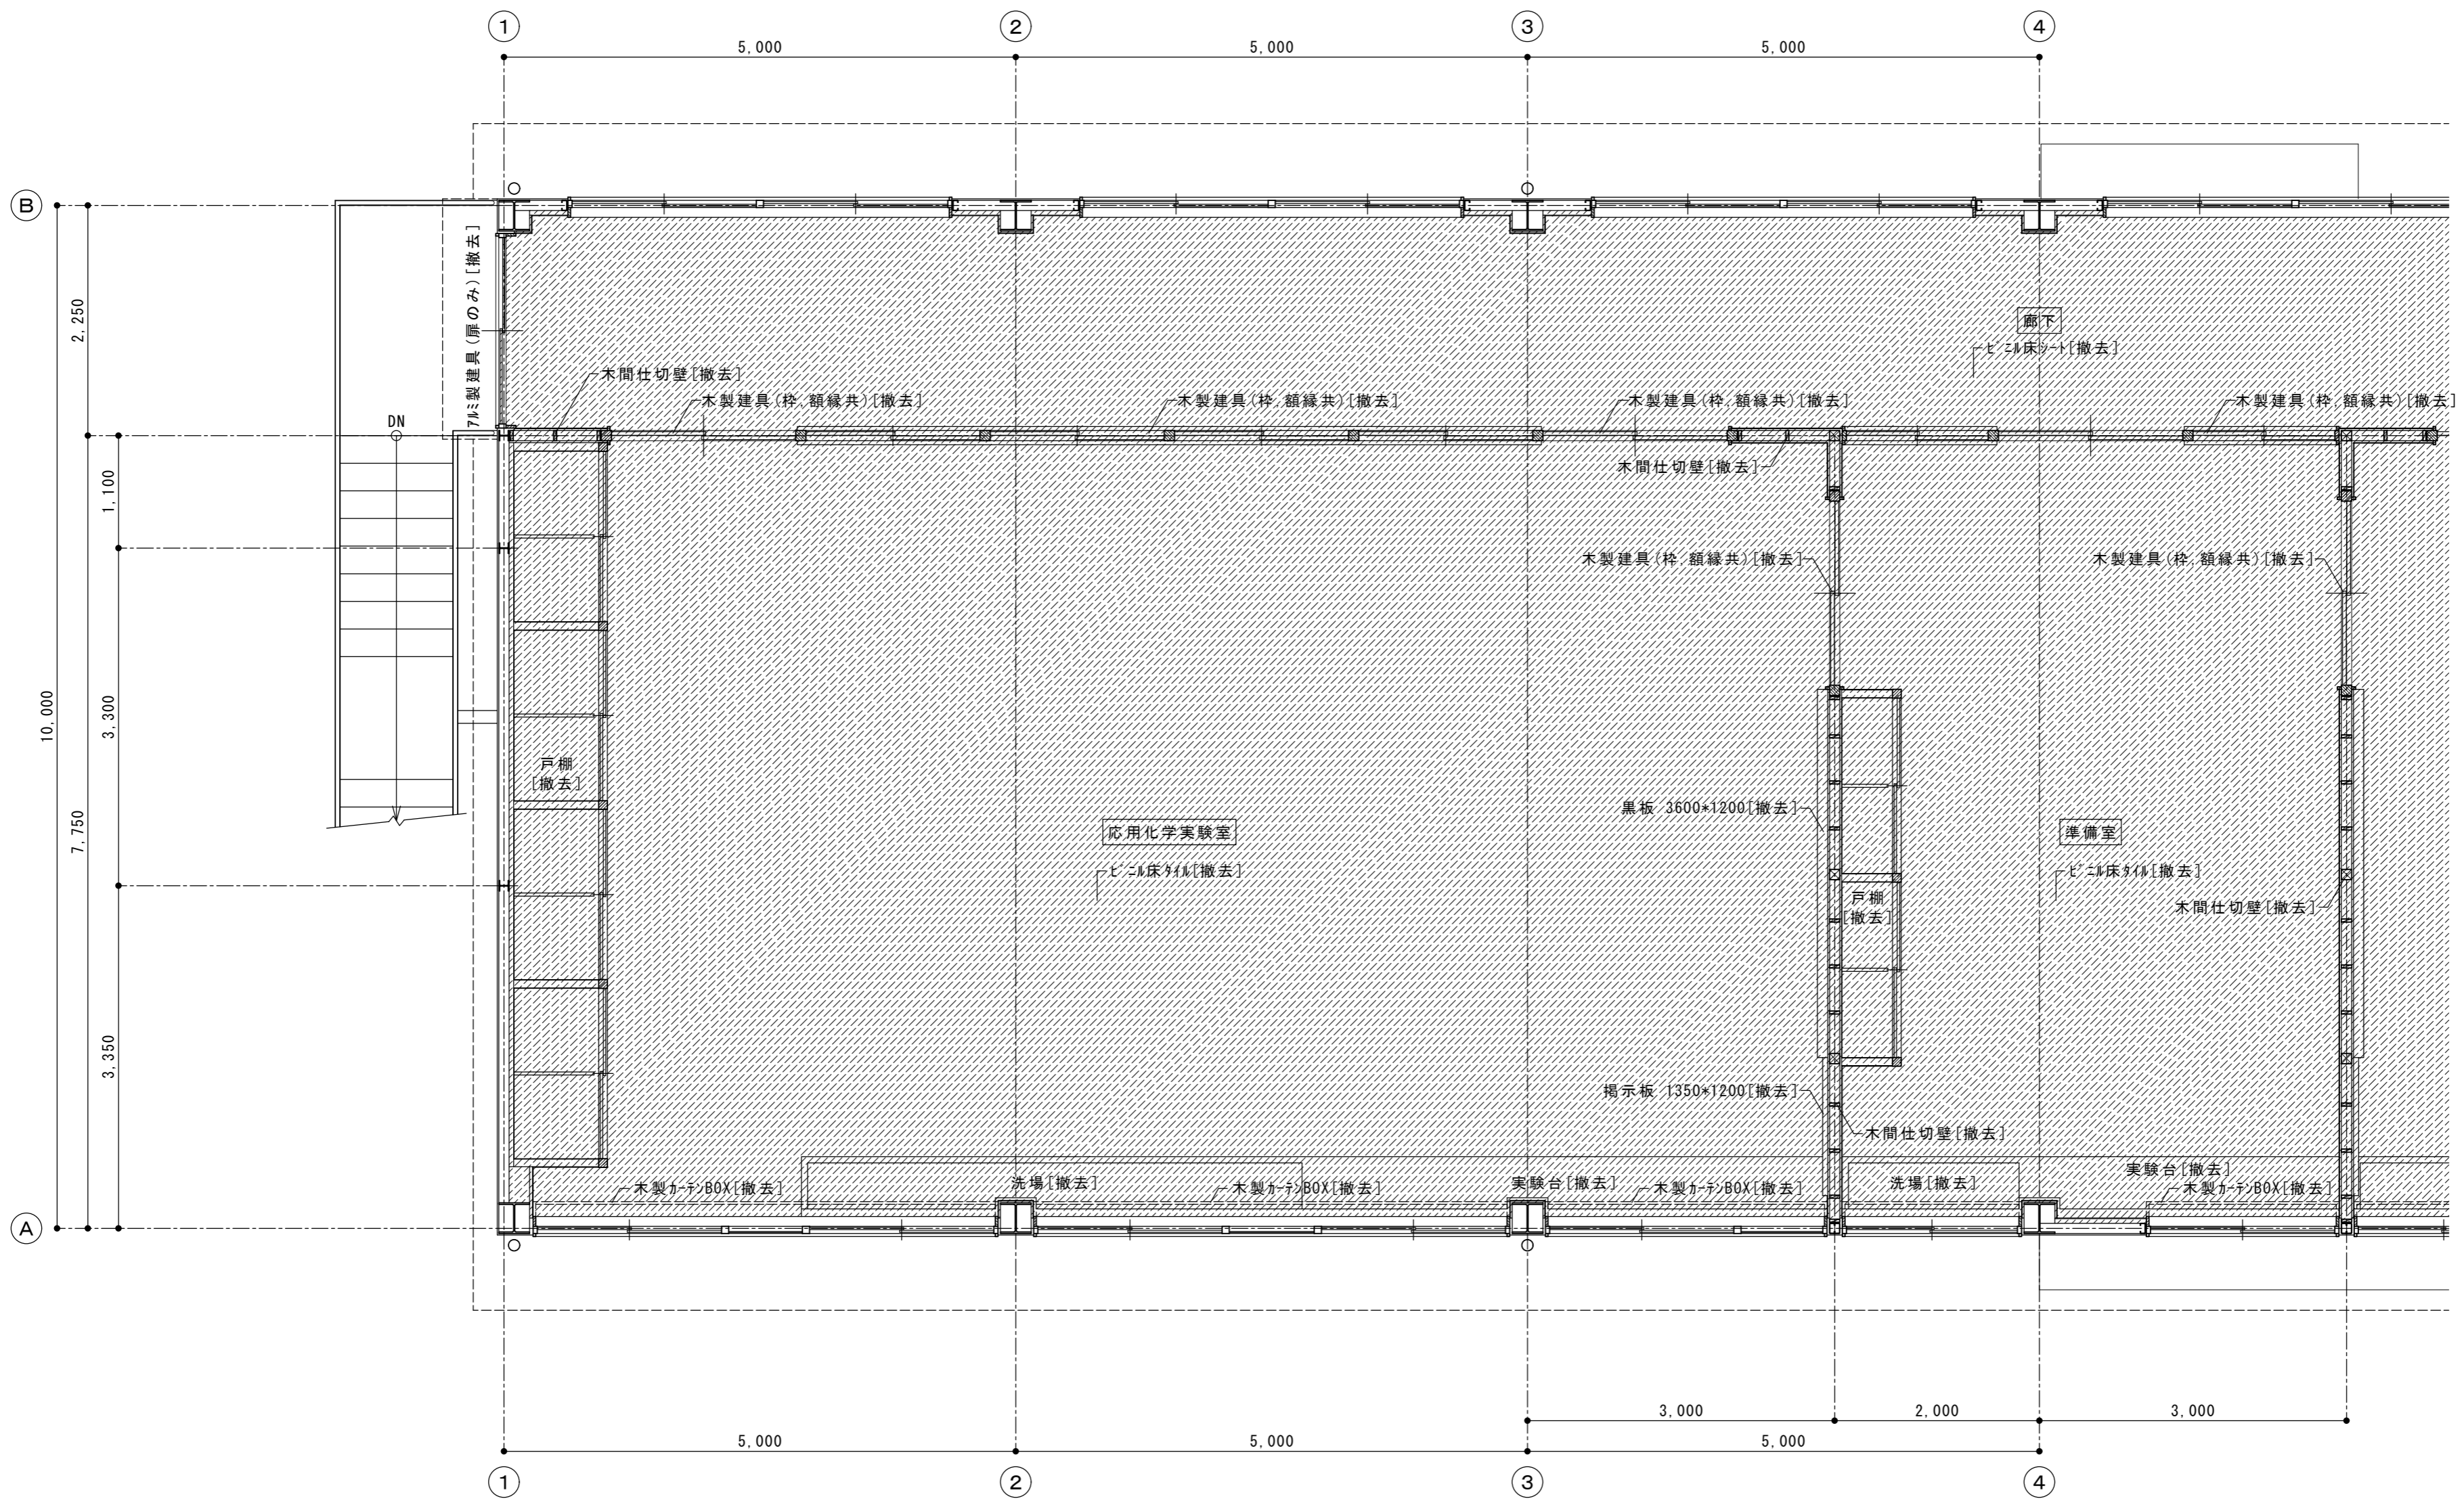 ① ② ③ ④
5,000 5,000 5,000
Ⓑ
アルミ製建具(扉のみ)[撤去]
2,250
廊下
ビニル床シート[撤去]
木間仕切壁[撤去]
木製建具(枠,額縁共)[撤去] 木製建具(枠,額縁共)[撤去] 木製建具(枠,額縁共)[撤去] 木製建具(枠,額縁共)[撤去]
DN
木間仕切壁[撤去]
1,100
木製建具(枠,額縁共)[撤去] 木製建具(枠,額縁共)[撤去]
10,000
3,300
戸棚
[撤去]
黒板 3600*1200[撤去]
7,750
応用化学実験室 準備室
ビニル床タイル[撤去] ビニル床タイル[撤去]
戸棚
[撤去]
木間仕切壁[撤去]
3,350
掲示板 1350*1200[撤去]
木間仕切壁[撤去]
実験台[撤去]
洗場[撤去] 実験台[撤去] 洗場[撤去]
木製カーテンBOX[撤去] 木製カーテンBOX[撤去] 木製カーテンBOX[撤去] 木製カーテンBOX[撤去]
Ⓐ
3,000 2,000 3,000
5,000 5,000 5,000
① ② ③ ④